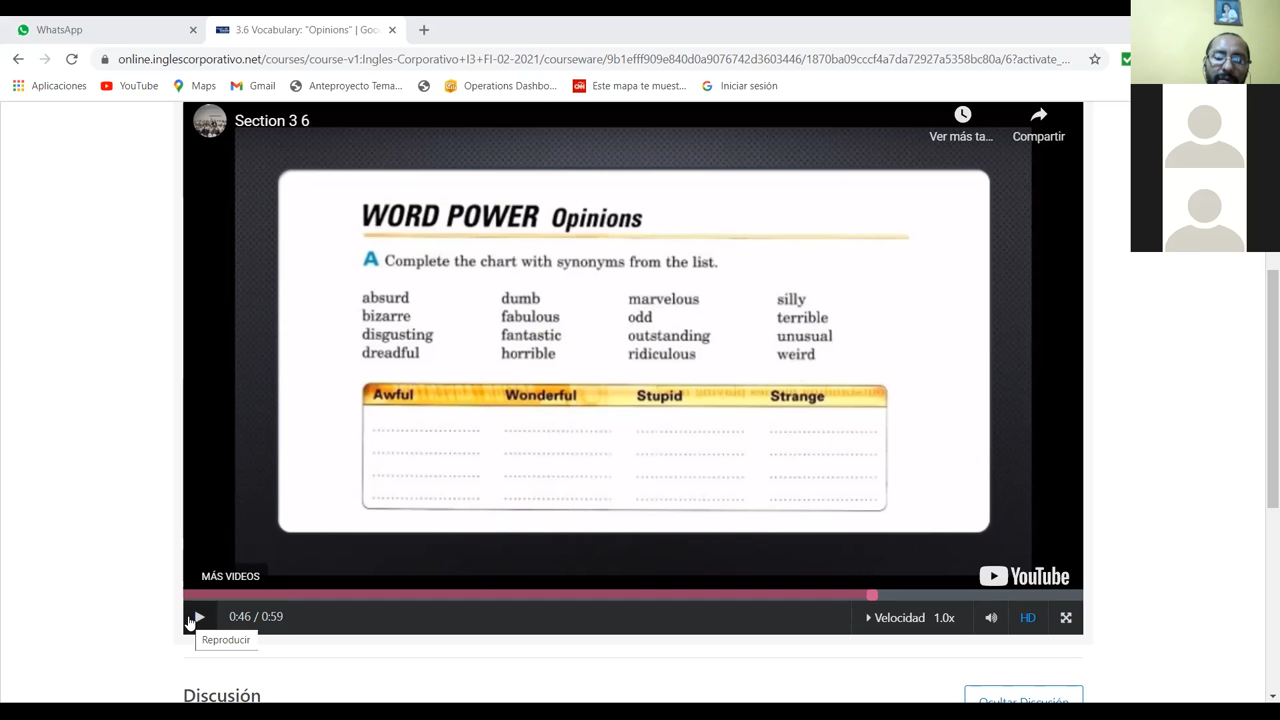 WhatsApp
3.6 Vocabulary: "Opinions" | Goo
online.inglescorporativo.net/courses/course-v1:Ingles-Corporativo+I3+FI-02-2024/courseware/9b1efff909e840d0a9076742d3603446/1870ba09cccf4a7da72927a5358bc80a/6?activate_...
Aplicaciones YouTube Maps Gmail Anteproyecto Tema... Operations Dashbo... Este mapa te muest... Iniciar sesión
Section 3 6
Ver más ta... Compartir
WORD POWER Opinions
A Complete the chart with synonyms from the list.
absurd dumb marvelous silly
bizarre fabulous odd terrible
disgusting fantastic outstanding unusual
dreadful horrible ridiculous weird
Awful Wonderful Stupid Strange
MÁS VIDEOS
YouTube
0:46 / 0:59 Velocidad 1.0x HD
Reproducir
Discusión
Ocultar Discusión